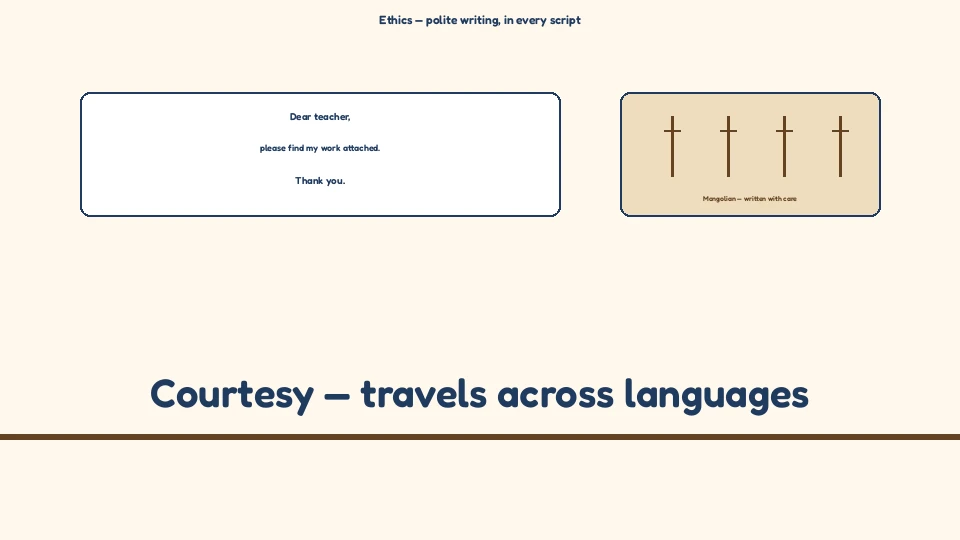 Ethics — polite writing, in every script
Dear teacher,
please find my work attached.
Thank you.
Mongolian — written with care
Courtesy — travels across languages